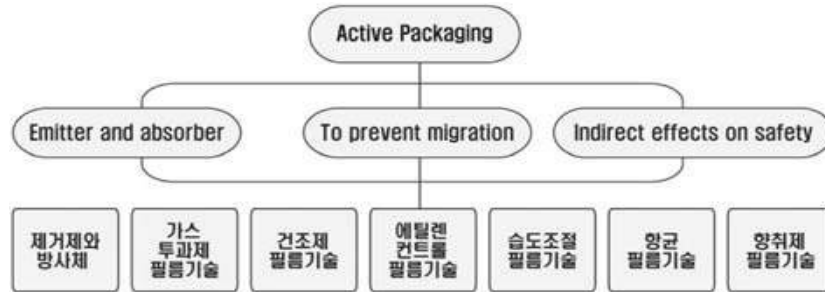 Active Packaging
Emitter and absorber
To prevent migration
Indirect effects on safety
제거제와
방사체
가스
투과제
필름기술
건조제
필름기술
에틸렌
컨트롤
필름기술
습도조절
필름기술
항균
필름기술
향취제
필름기술